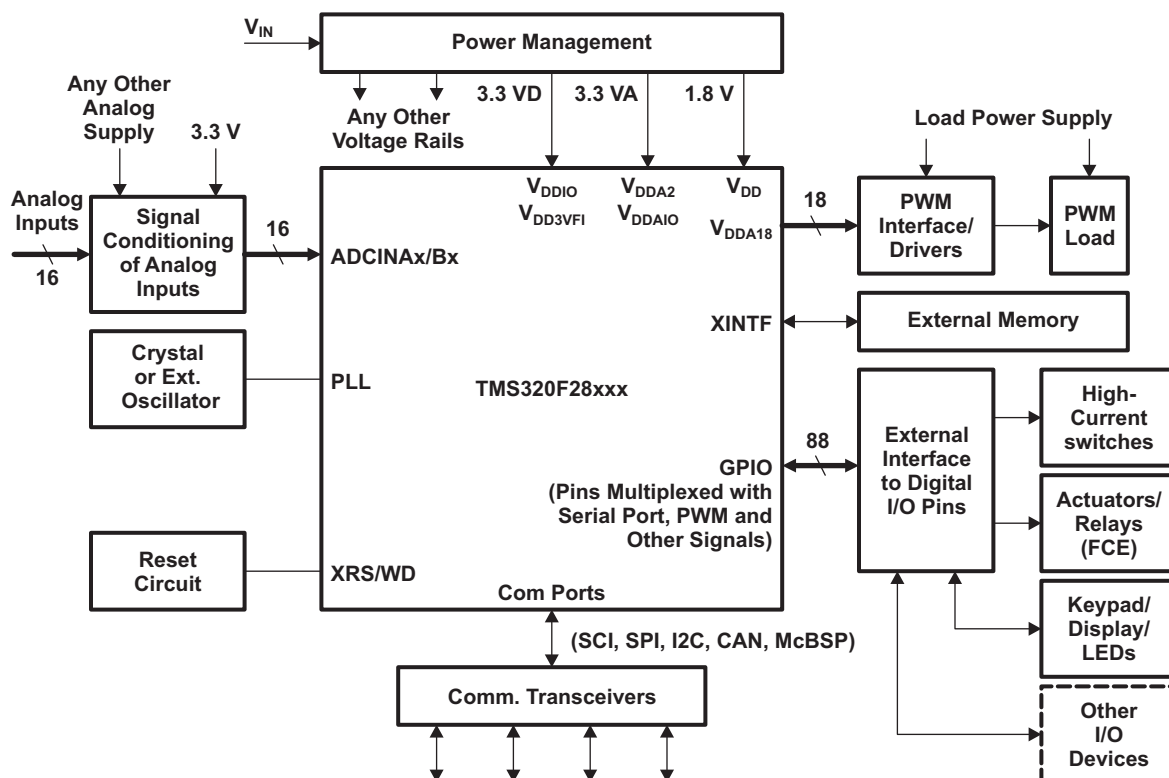 V_IN
Power Management
Any Other
Analog
Supply
3.3 V
Any Other
Voltage Rails
3.3 VD
3.3 VA
1.8 V
Load Power Supply
Analog
Inputs
16
Signal
Conditioning
of Analog
Inputs
16
ADCINAx/Bx
V_DDIO
V_DD3VFI
V_DDA2
V_DDAIO
V_DD
V_DDA18
18
PWM
Interface/
Drivers
PWM
Load
XINTF
External Memory
Crystal
or Ext.
Oscillator
PLL
TMS320F28xxx
GPIO
(Pins Multiplexed with
Serial Port, PWM and
Other Signals)
88
External
Interface
to Digital
I/O Pins
High-
Current
switches
Actuators/
Relays
(FCE)
Keypad/
Display/
LEDs
Other
I/O
Devices
Reset
Circuit
XRS/WD
Com Ports
(SCI, SPI, I2C, CAN, McBSP)
Comm. Transceivers